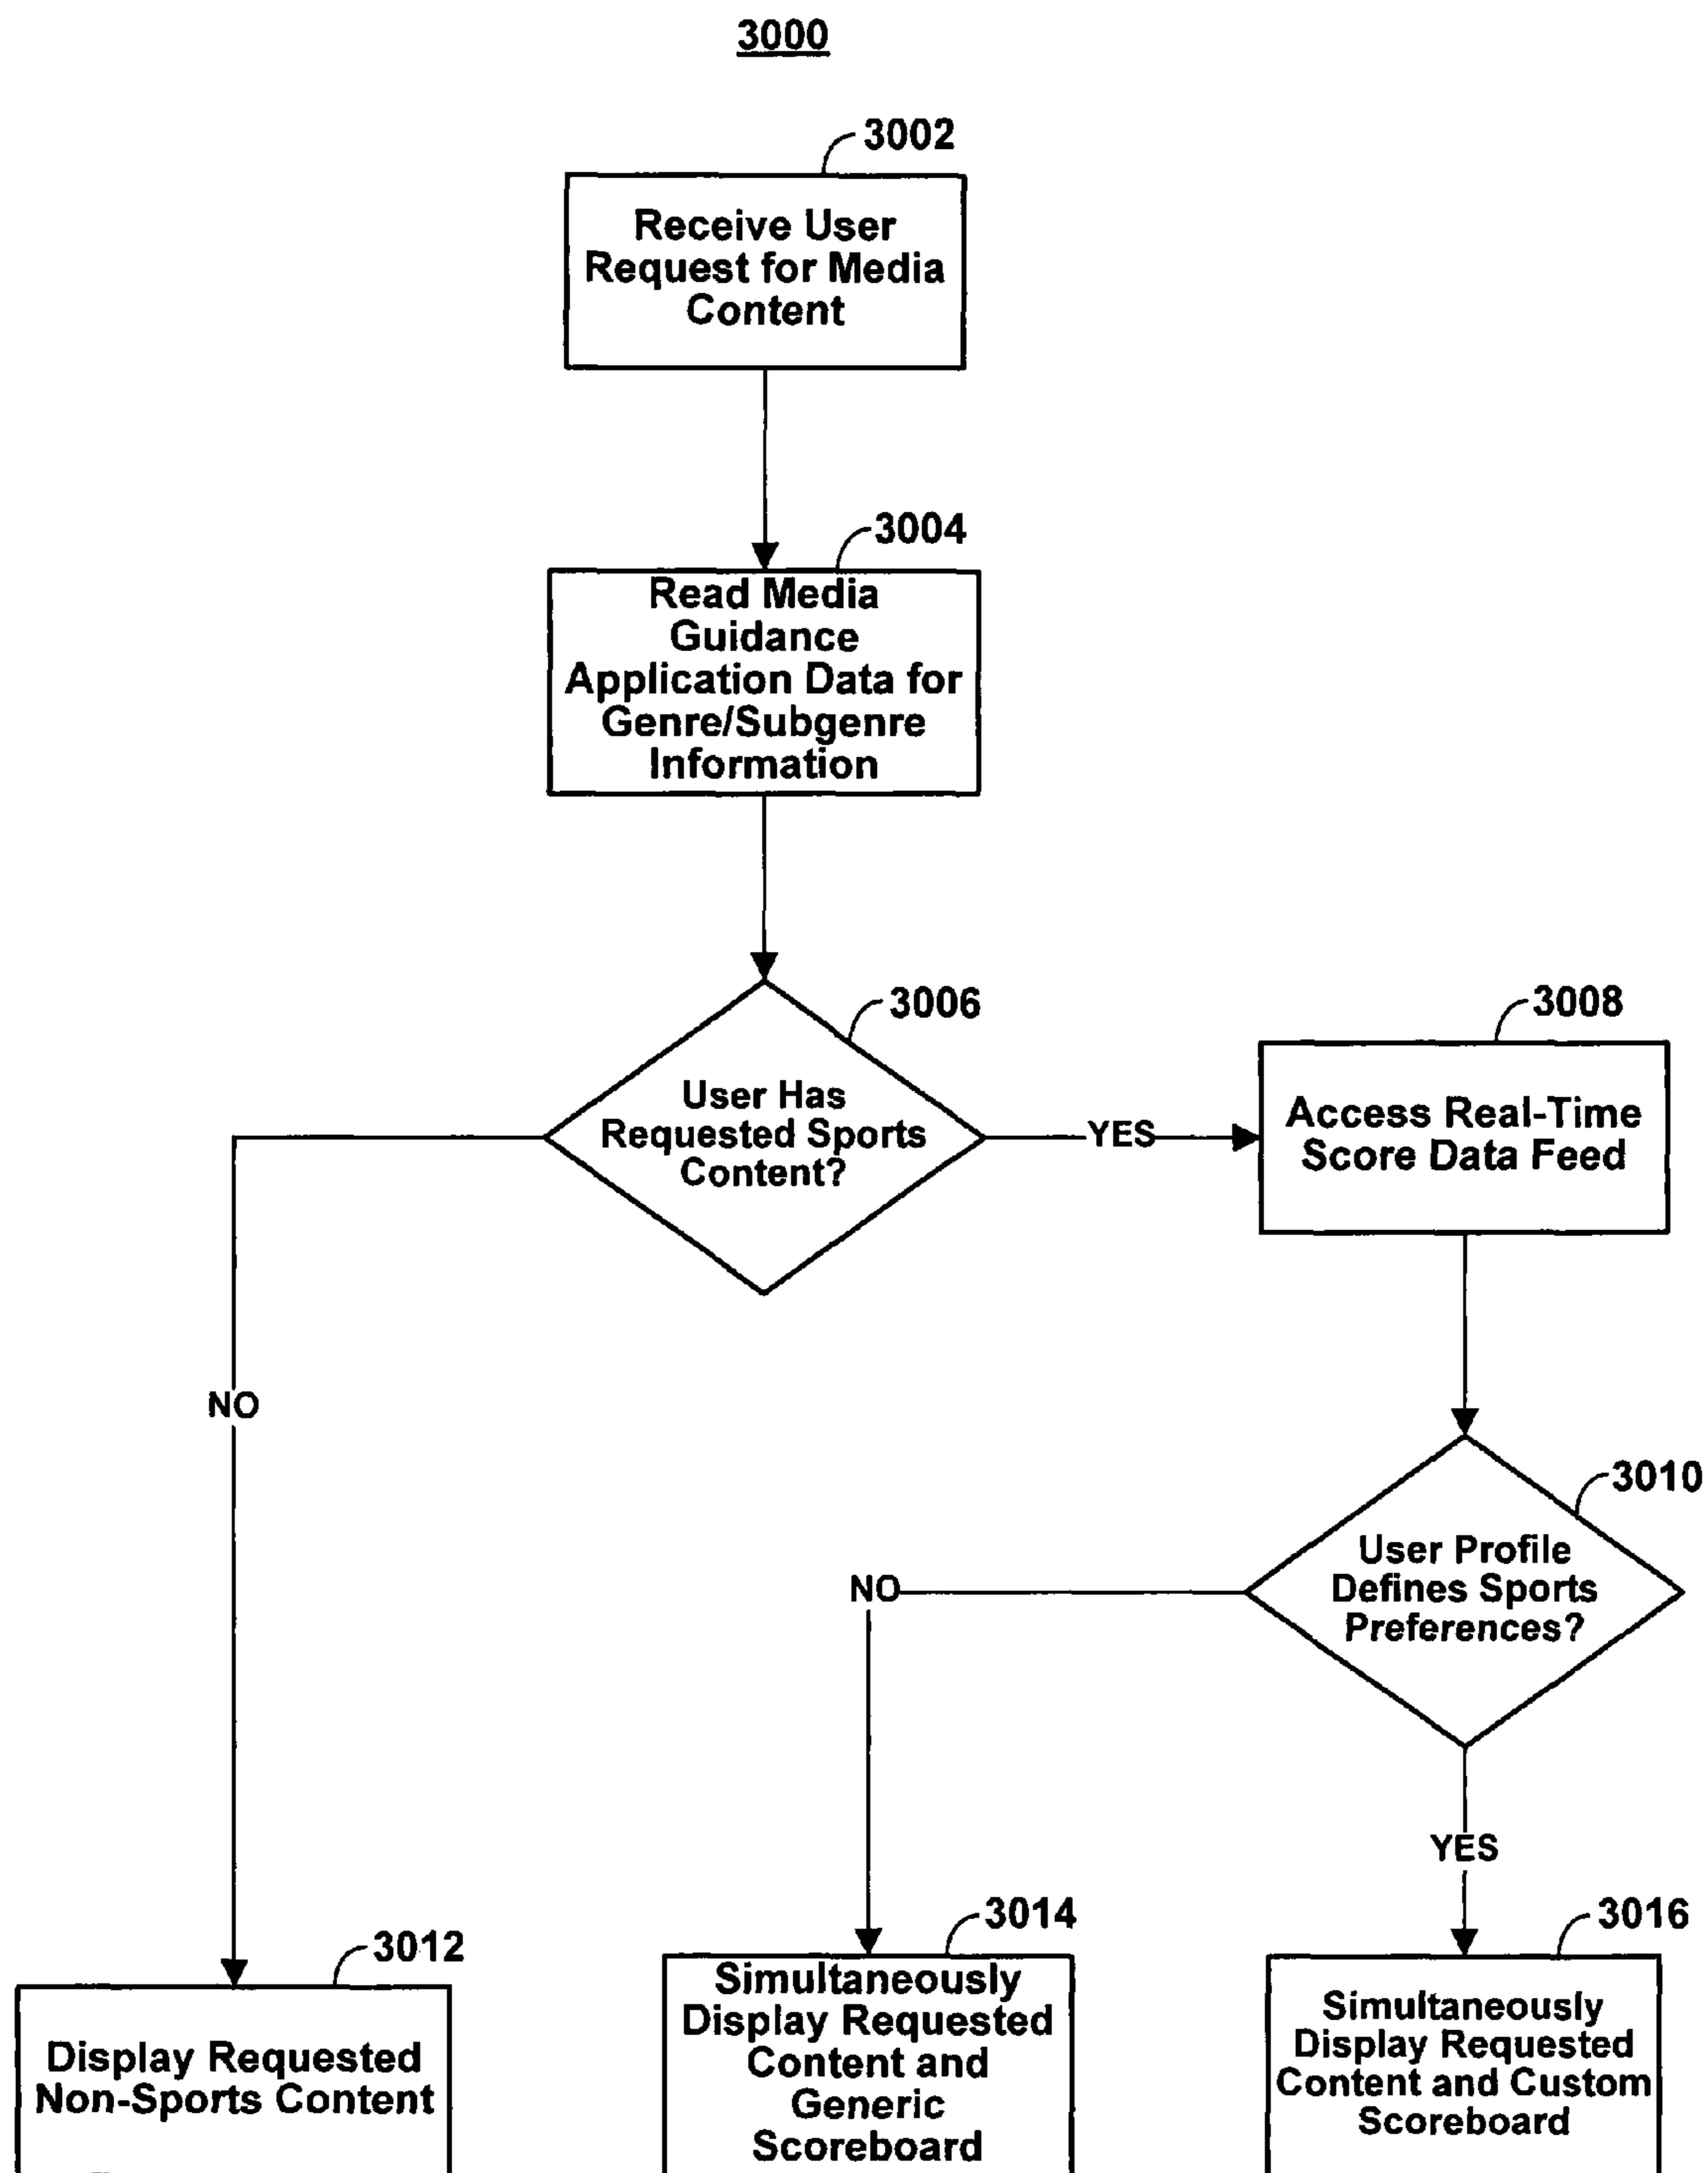 3000
3002
Receive User
Request for Media
Content
3004
Read Media
Guidance
Application Data for
Genre/Subgenre
Information
3006
User Has
Requested Sports
Content?
YES
3008
Access Real-Time
Score Data Feed
NO
3010
User Profile
Defines Sports
Preferences?
NO
YES
3012
Display Requested
Non-Sports Content
3014
Simultaneously
Display Requested
Content and
Generic
Scoreboard
3016
Simultaneously
Display Requested
Content and Custom
Scoreboard